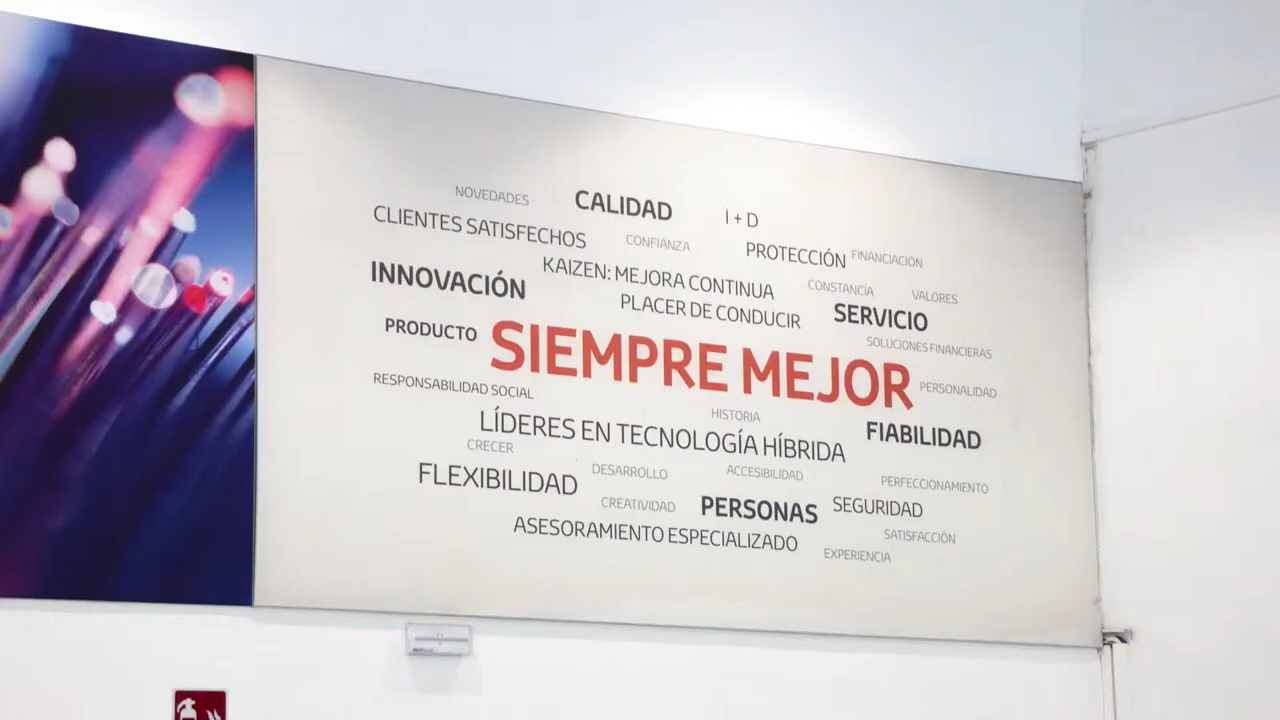 NOVEDADES CALIDAD I + D
CLIENTES SATISFECHOS CONFIANZA PROTECCIÓN FINANCIACIÓN
INNOVACIÓN KAIZEN: MEJORA CONTINUA CONSTANCIA VALORES
PLACER DE CONDUCIR SERVICIO
PRODUCTO SIEMPRE MEJOR SOLUCIONES FINANCIERAS
RESPONSABILIDAD SOCIAL PERSONALIDAD
HISTORIA
LÍDERES EN TECNOLOGÍA HÍBRIDA FIABILIDAD
CRECER
FLEXIBILIDAD DESARROLLO ACCESIBILIDAD PERFECCIONAMIENTO
CREATIVIDAD PERSONAS SEGURIDAD
ASESORAMIENTO ESPECIALIZADO SATISFACCIÓN
EXPERIENCIA